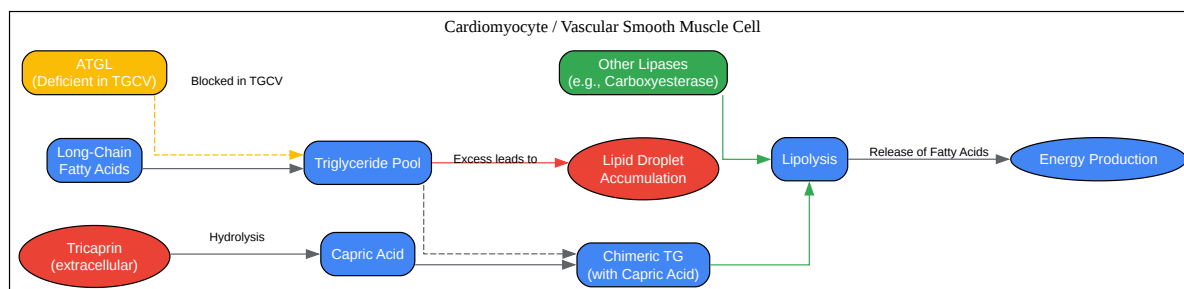 Cardiomyocyte / Vascular Smooth Muscle Cell
ATGL
(Deficient in TGCV)
Blocked in TGCV
Other Lipases
(e.g., Carboxyesterase)
Long-Chain
Fatty Acids
Triglyceride Pool
Excess leads to
Lipid Droplet
Accumulation
Lipolysis
Release of Fatty Acids
Energy Production
Tricaprin
(extracellular)
Hydrolysis
Capric Acid
Chimeric TG
(with Capric Acid)